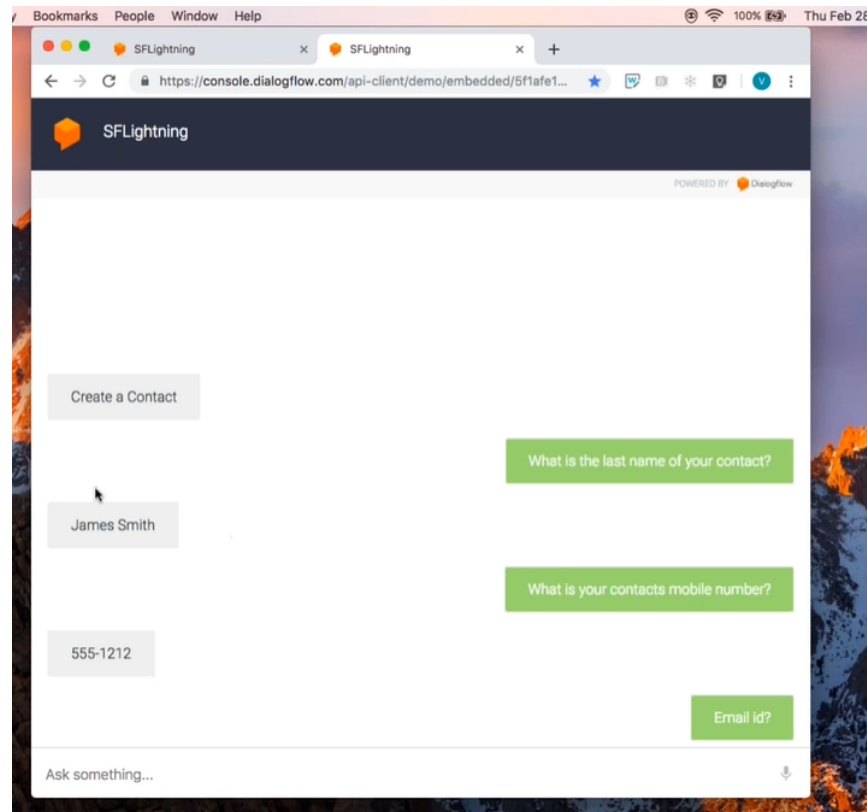 Bookmarks People Window Help 100% Thu Feb 28
SFLightning SFLightning
https://console.dialogflow.com/api-client/demo/embedded/5f1afe1...
SFLightning
POWERED BY Dialogflow
Create a Contact
What is the last name of your contact?
James Smith
What is your contacts mobile number?
555-1212
Email id?
Ask something...